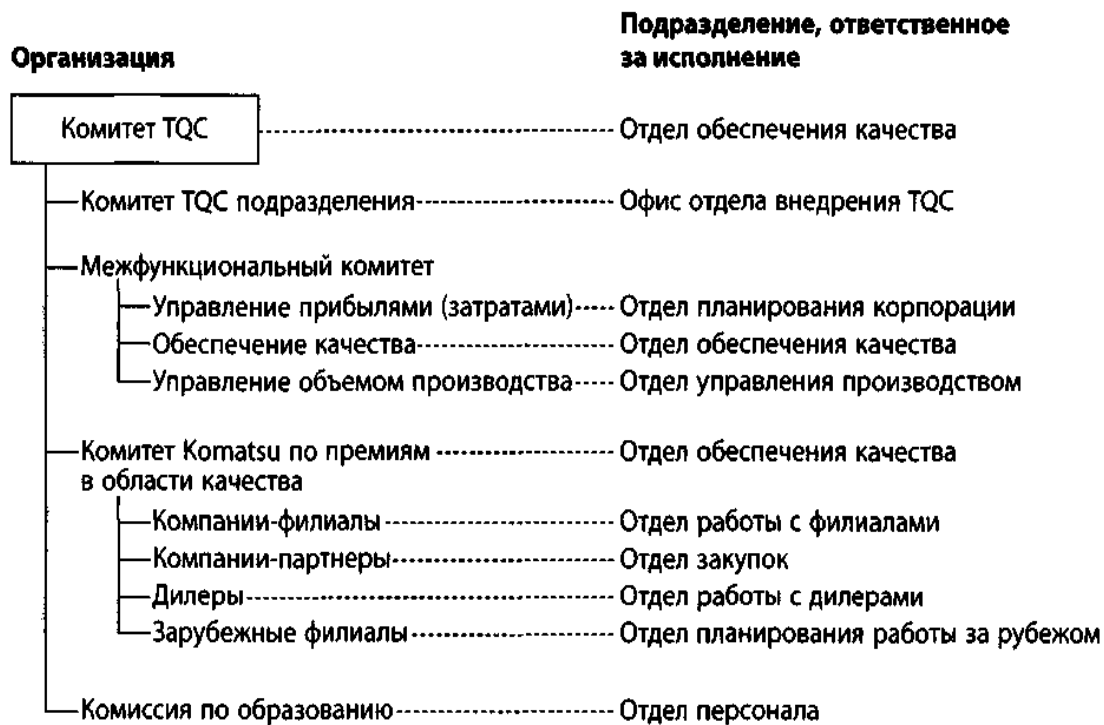 Организация
Подразделение, ответственное
за исполнение
Комитет TQC Отдел обеспечения качества
Комитет TQC подразделения Офис отдела внедрения TQC
Межфункциональный комитет
Управление прибылями (затратами) Отдел планирования корпорации
Обеспечение качества Отдел обеспечения качества
Управление объемом производства Отдел управления производством
Комитет Komatsu по премиям Отдел обеспечения качества
в области качества
Компании-филиалы Отдел работы с филиалами
Компании-партнеры Отдел закупок
Дилеры Отдел работы с дилерами
Зарубежные филиалы Отдел планирования работы за рубежом
Комиссия по образованию Отдел персонала